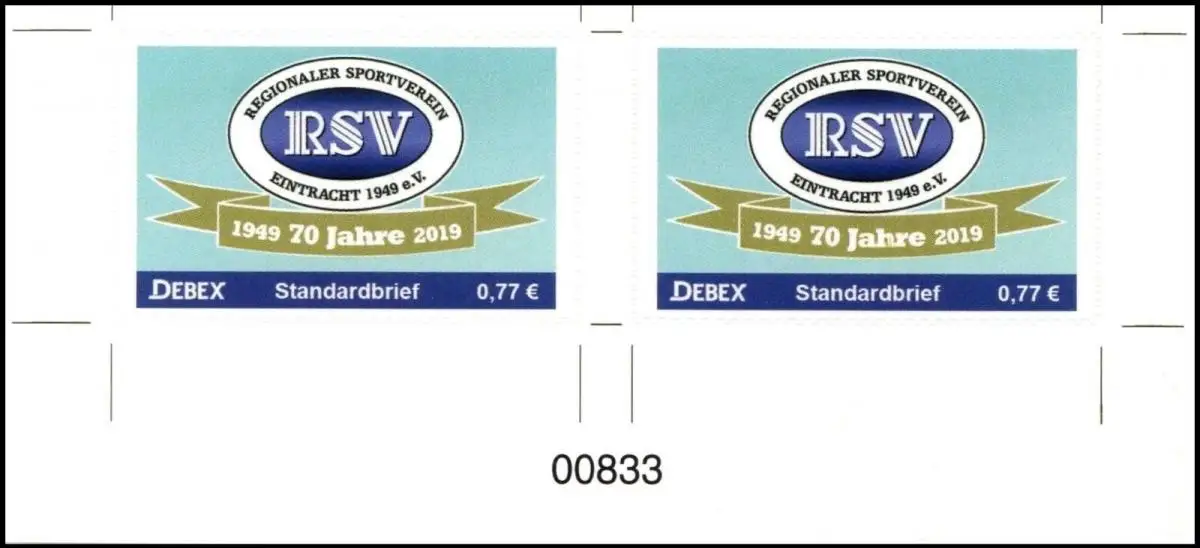 REGIONALER SPORTVEREIN
RSV
EINTRACHT 1949 e.V.
1949 70 Jahre 2019
DEBEX Standardbrief 0,77 €
REGIONALER SPORTVEREIN
RSV
EINTRACHT 1949 e.V.
1949 70 Jahre 2019
DEBEX Standardbrief 0,77 €
00833